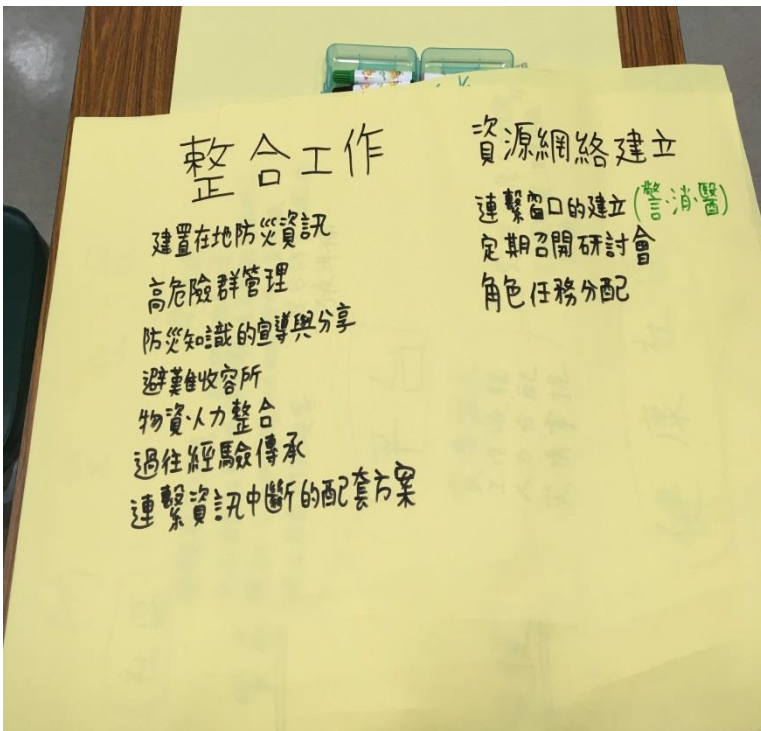 整合工作
建置在地防災資訊
高危險群管理
防災知識的宣導與分享
避難收容所
物資·人力整合
過往經驗傳承
連繫資訊中斷的配套方案
資源網絡建立
連繫窗口的建立(警·消·醫)
定期召開研討會
角色任務分配